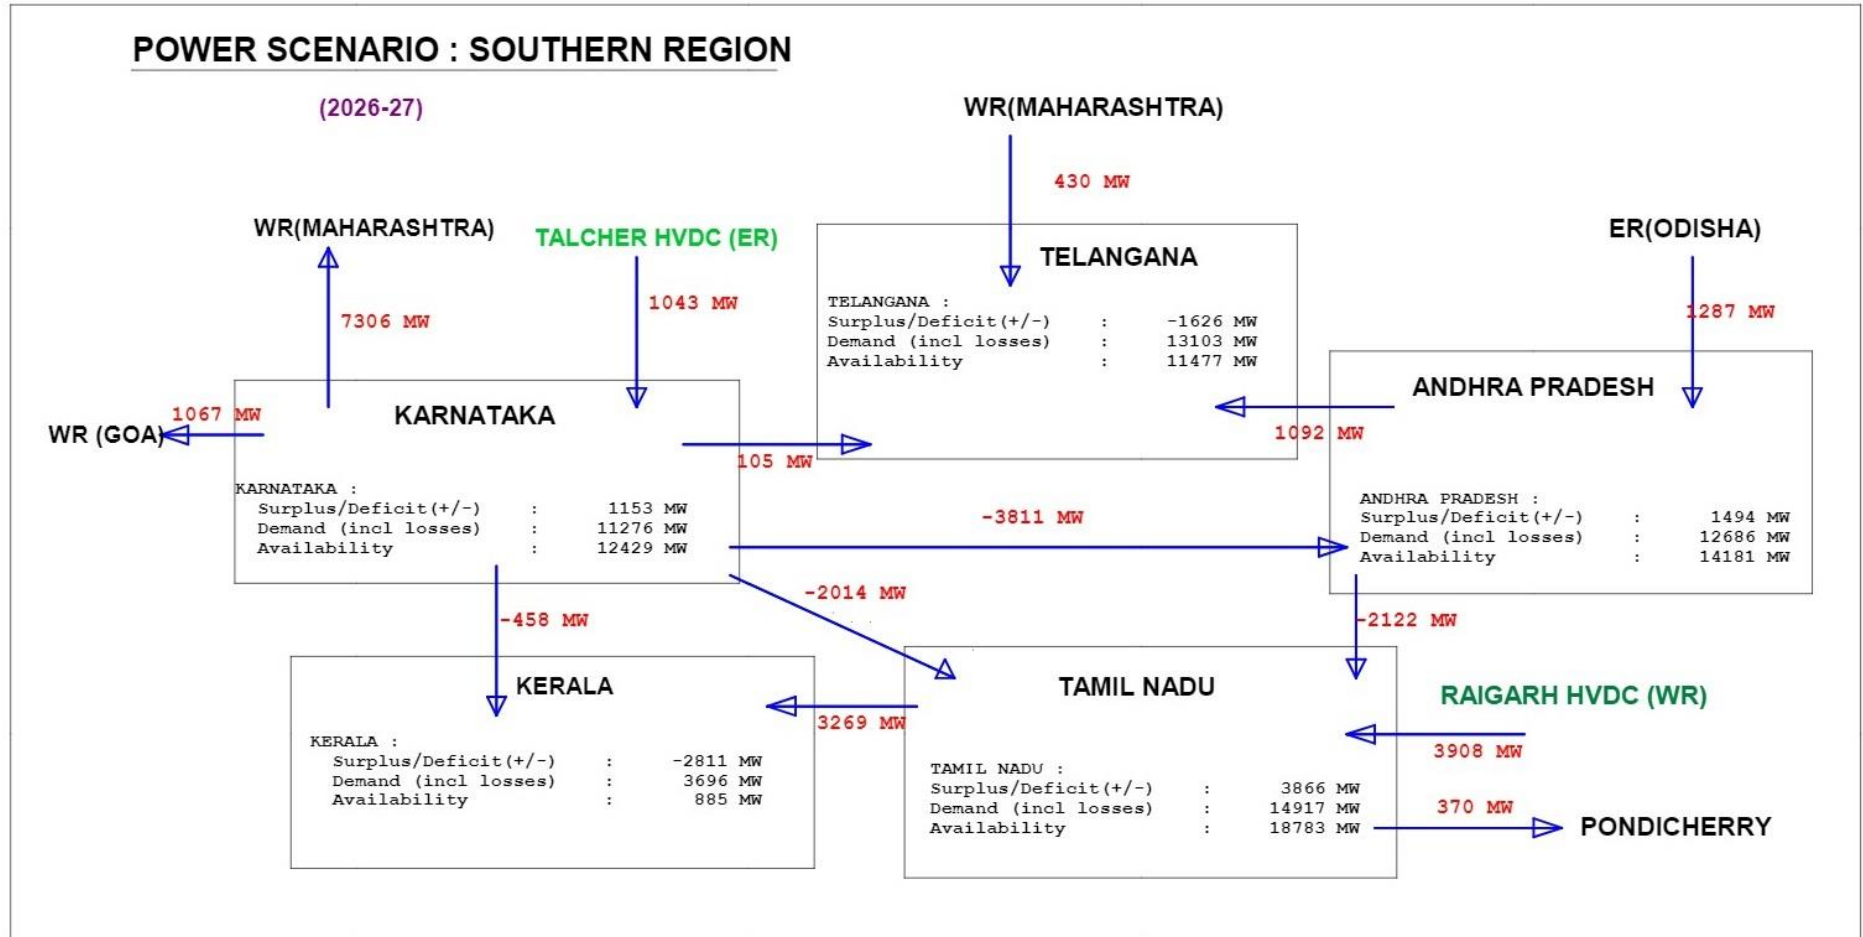 POWER SCENARIO : SOUTHERN REGION
(2026-27)
WR(MAHARASHTRA)
430 MW
WR(MAHARASHTRA)
TALCHER HVDC (ER)
ER(ODISHA)
7306 MW
1043 MW
1287 MW
TELANGANA
TELANGANA :
Surplus/Deficit(+/-) : -1626 MW
Demand (incl losses) : 13103 MW
Availability : 11477 MW
1067 MW
WR (GOA)
KARNATAKA
105 MW
KARNATAKA :
Surplus/Deficit(+/-) : 1153 MW
Demand (incl losses) : 11276 MW
Availability : 12429 MW
1092 MW
ANDHRA PRADESH
ANDHRA PRADESH :
Surplus/Deficit(+/-) : 1494 MW
Demand (incl losses) : 12686 MW
Availability : 14181 MW
-3811 MW
-2014 MW
-458 MW
-2122 MW
KERALA
KERALA :
Surplus/Deficit(+/-) : -2811 MW
Demand (incl losses) : 3696 MW
Availability : 885 MW
3269 MW
TAMIL NADU
TAMIL NADU :
Surplus/Deficit(+/-) : 3866 MW
Demand (incl losses) : 14917 MW
Availability : 18783 MW
RAIGARH HVDC (WR)
3908 MW
370 MW
PONDICHERRY